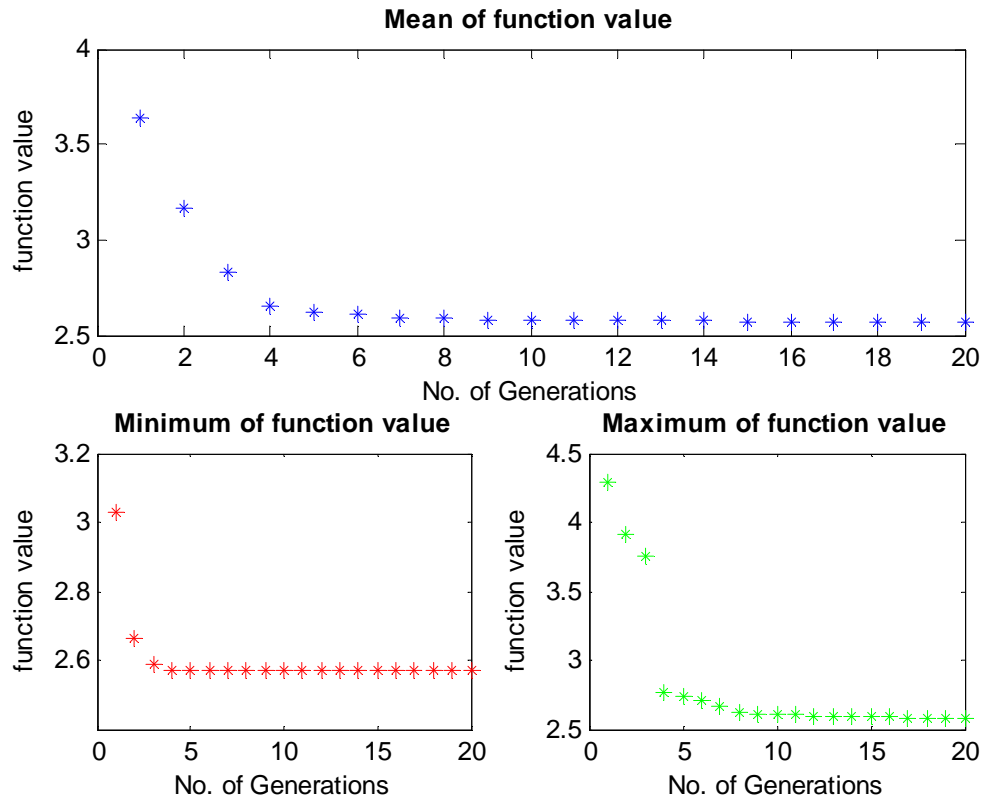 Mean of function value
4
3.5
3
2.5
function value
0 2 4 6 8 10 12 14 16 18 20
No. of Generations
Minimum of function value
3.2
3
2.8
2.6
function value
0 5 10 15 20
No. of Generations
Maximum of function value
4.5
4
3.5
3
2.5
function value
0 5 10 15 20
No. of Generations